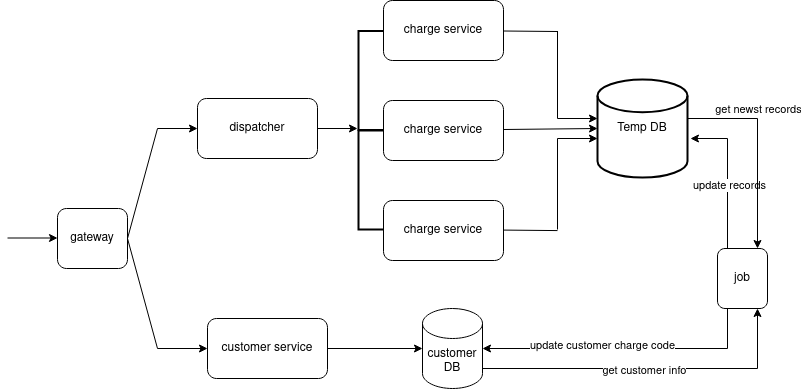 charge service
get newst records
dispatcher
charge service
Temp DB
update records
gateway
charge service
job
customer service
customer
DB
update customer charge code
get customer info